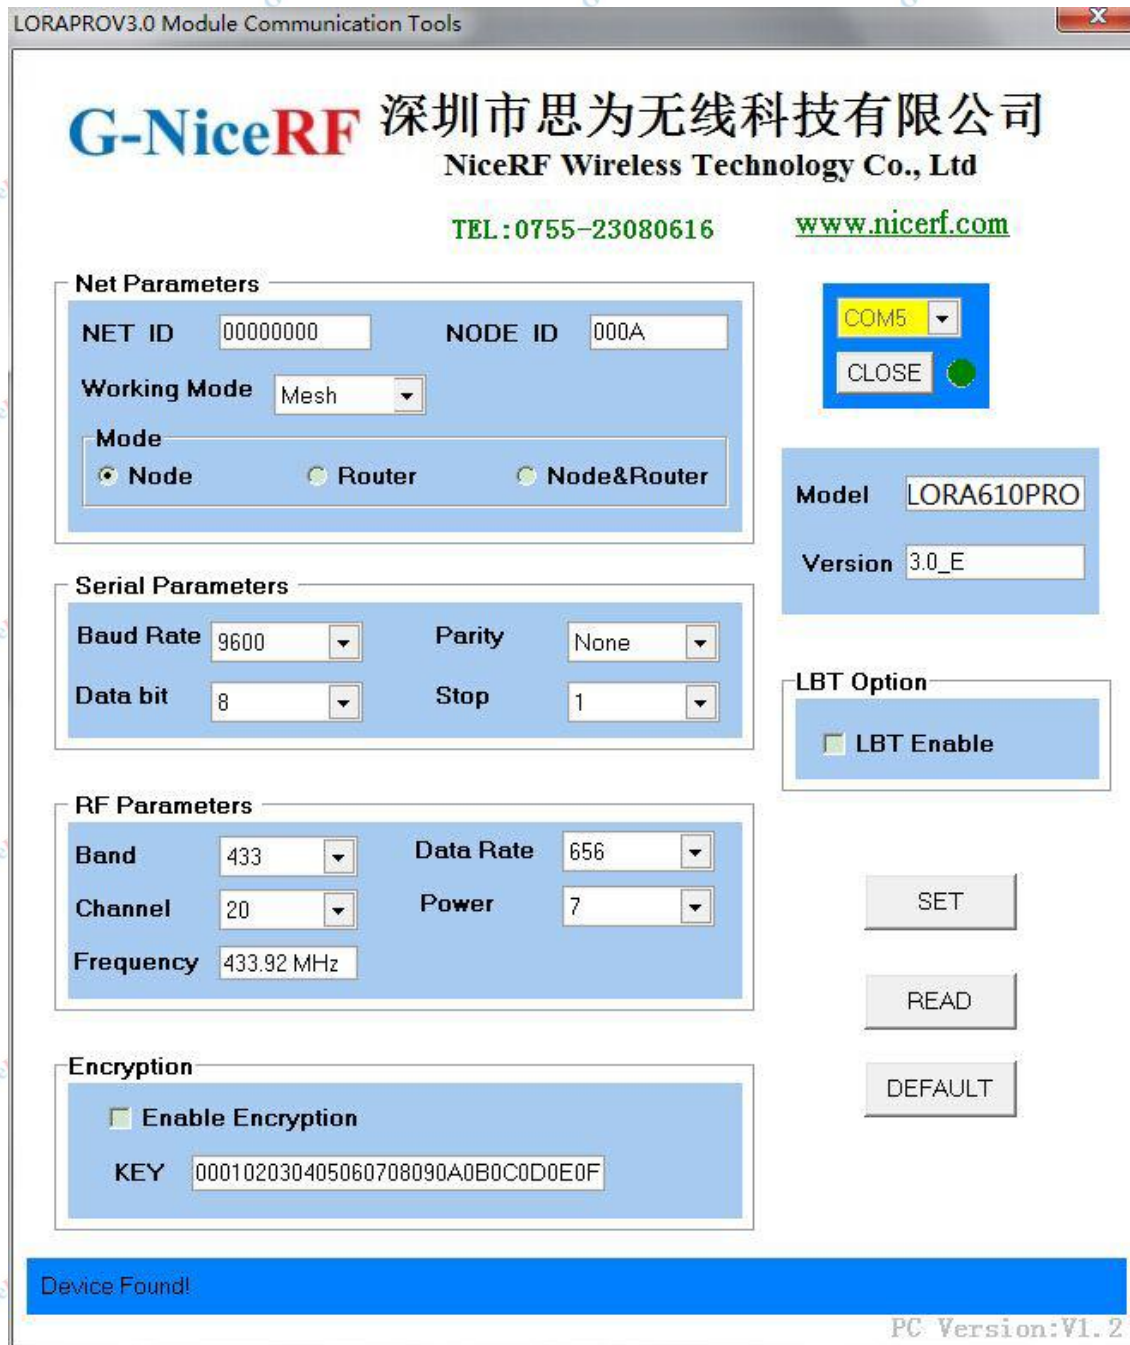 LORAPROV3.0 Module Communication Tools
G-NiceRF 深圳市思为无线科技有限公司
NiceRF Wireless Technology Co., Ltd
TEL:0755-23080616 www.nicerf.com
Net Parameters
NET ID 00000000 NODE ID 000A
Working Mode Mesh
Mode
Node Router Node&Router
COM5
CLOSE
Model LORA610PRO
Version 3.0_E
Serial Parameters
Baud Rate 9600 Parity None
Data bit 8 Stop 1
LBT Option
LBT Enable
RF Parameters
Band 433 Data Rate 656
Channel 20 Power 7
Frequency 433.92 MHz
SET
READ
DEFAULT
Encryption
Enable Encryption
KEY 000102030405060708090A0B0C0D0E0F
Device Found!
PC Version:V1.2